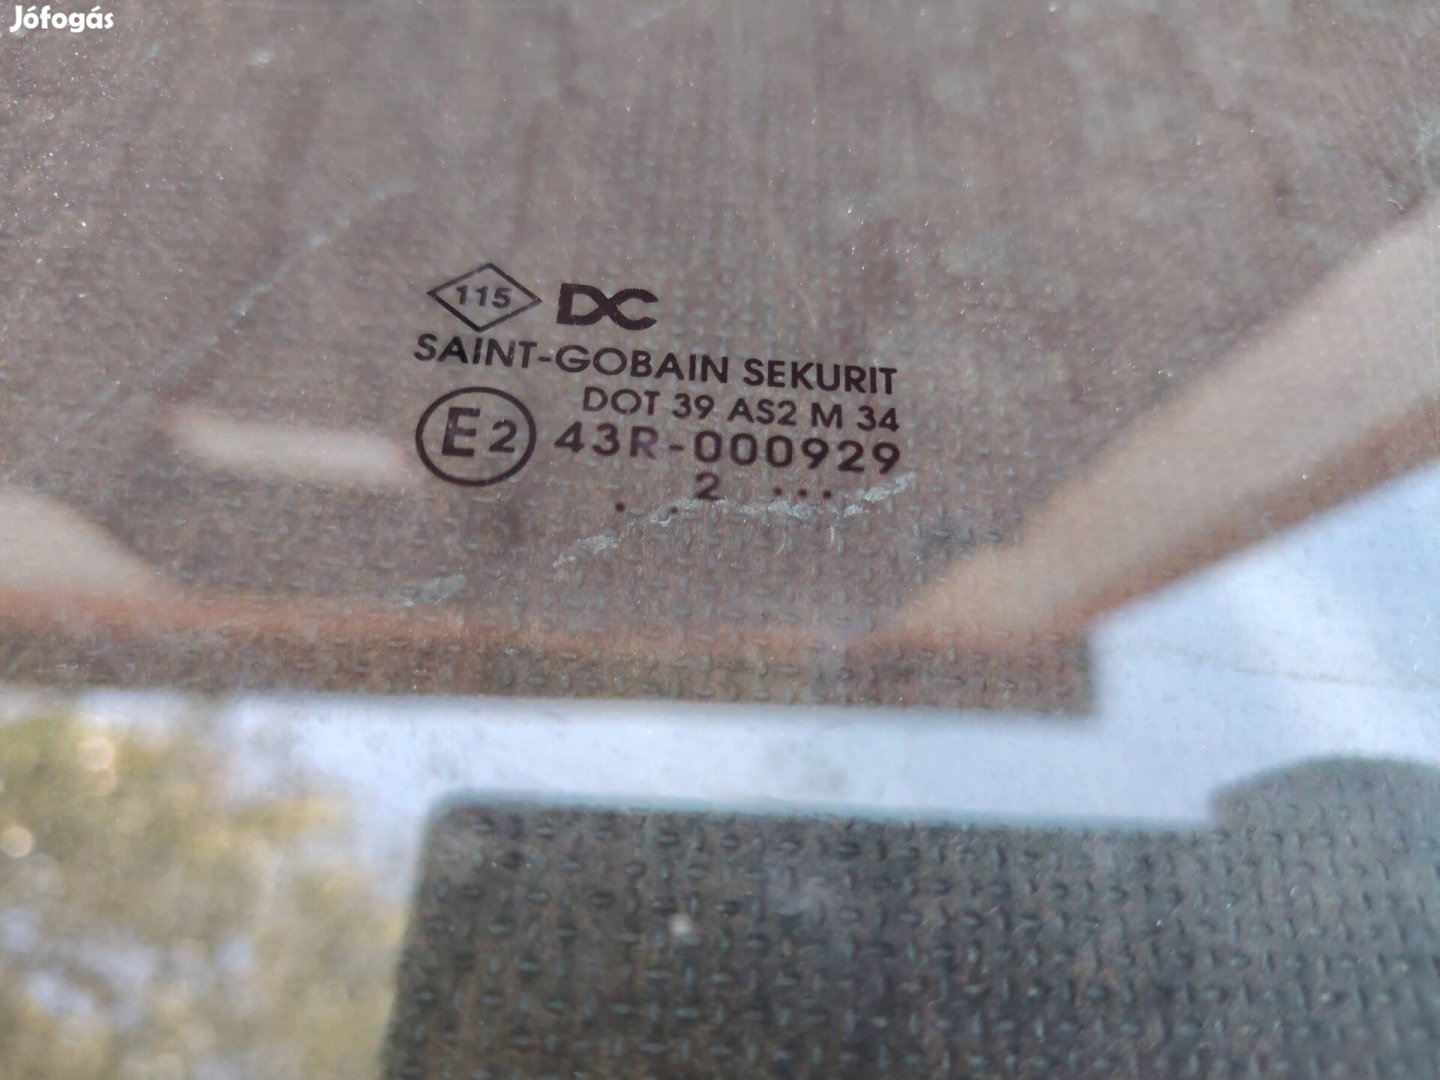 Jófogás
115 DC
SAINT-GOBAIN SEKURIT
DOT 39 AS2 M 34
E2 43R-000929
. . 2 ...